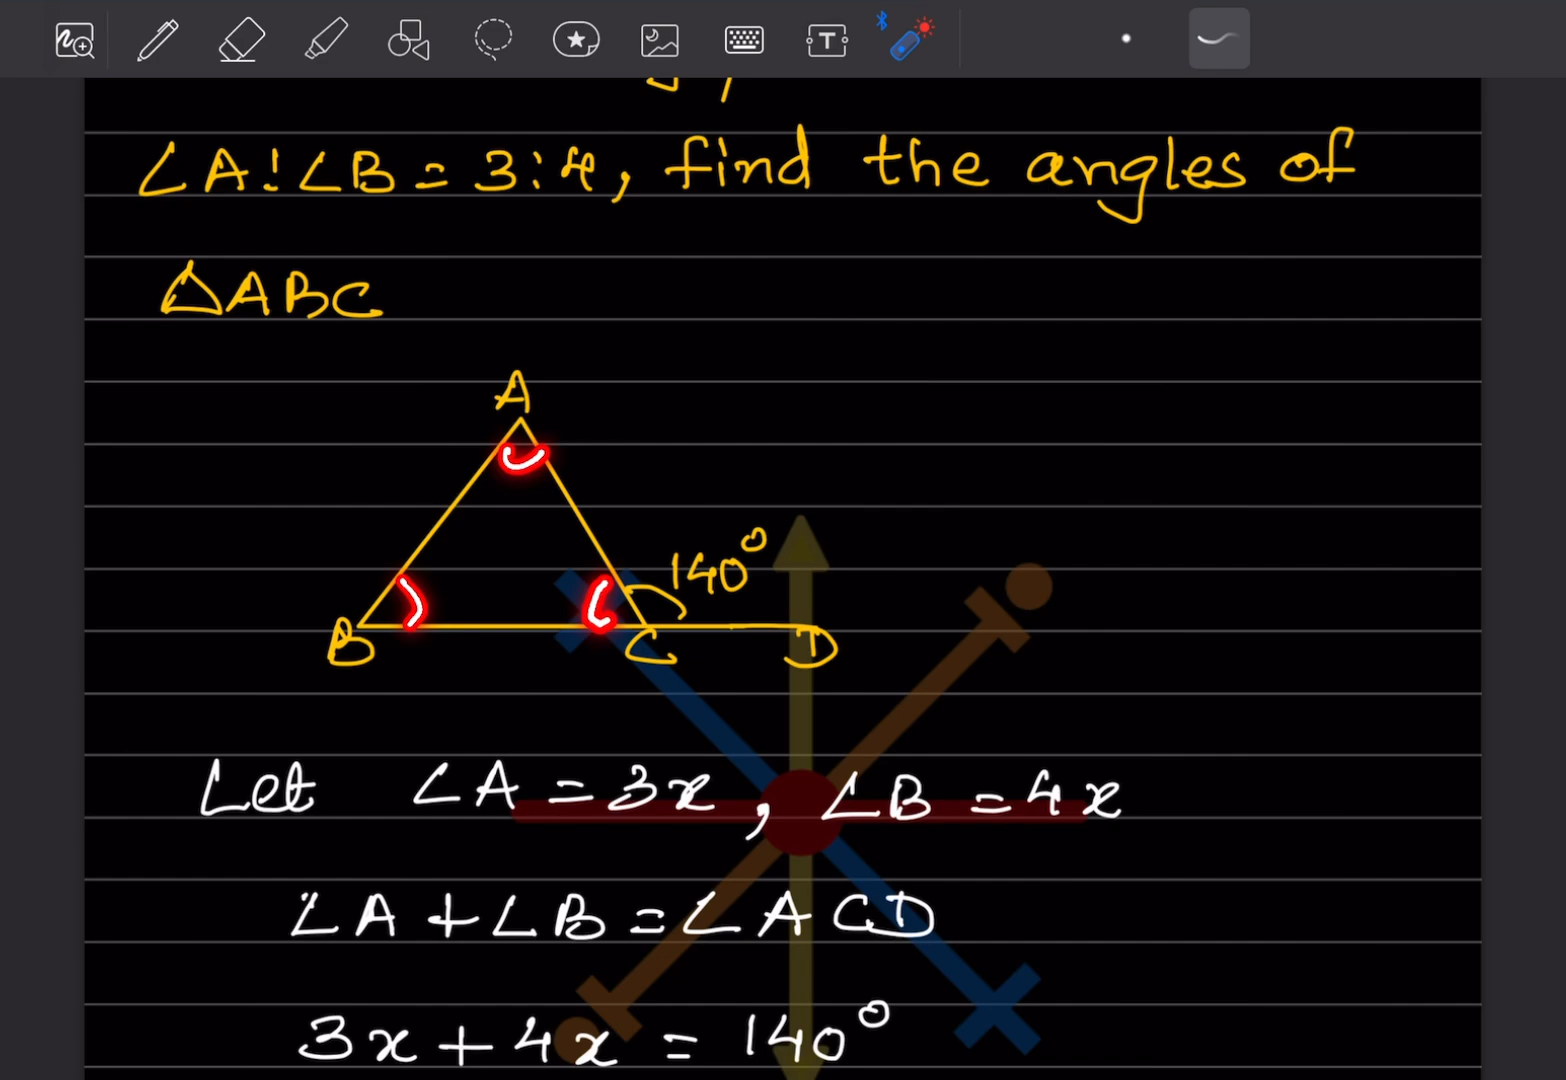 ∠A:∠B = 3:4, find the angles of
△ABC
A
140°
B
C
D
Let ∠A = 3x, ∠B = 4x
∠A + ∠B = ∠ACD
3x + 4x = 140°